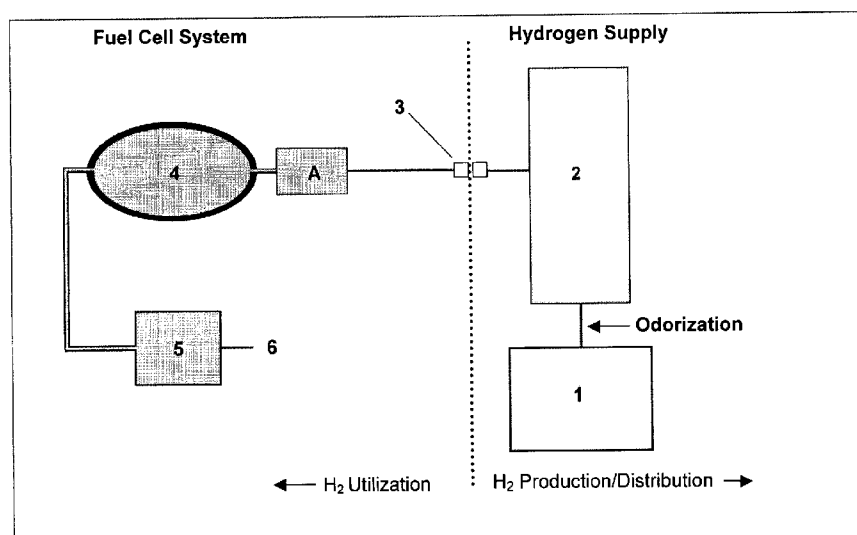 Fuel Cell System
Hydrogen Supply
3
4
A
2
Odorization
5
6
1
H₂ Utilization
H₂ Production/Distribution